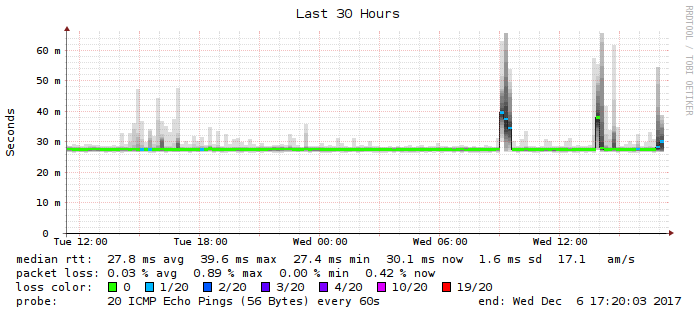 Last 30 Hours
RRDTOOL / TOBI OETIKER
Seconds
60 m
50 m
40 m
30 m
20 m
10 m
0
Tue 12:00 Tue 18:00 Wed 00:00 Wed 06:00 Wed 12:00
median rtt: 27.8 ms avg 39.6 ms max 27.4 ms min 30.1 ms now 1.6 ms sd 17.1 am/s
packet loss: 0.03 % avg 0.89 % max 0.00 % min 0.42 % now
loss color: 0 1/20 2/20 3/20 4/20 10/20 19/20
probe: 20 ICMP Echo Pings (56 Bytes) every 60s end: Wed Dec 6 17:20:03 2017